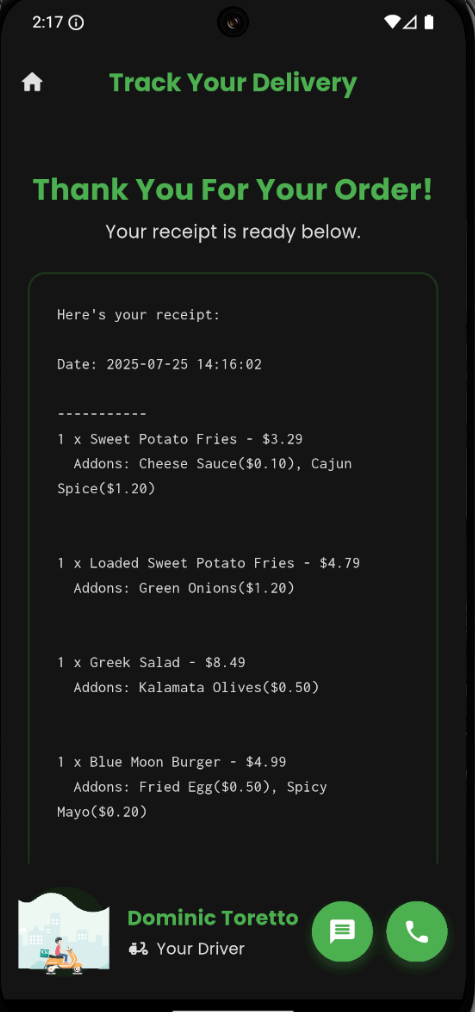 2:17
Track Your Delivery
Thank You For Your Order!
Your receipt is ready below.
Here's your receipt:
Date: 2025-07-25 14:16:02
-----------
1 x Sweet Potato Fries - $3.29
Addons: Cheese Sauce($0.10), Cajun
Spice($1.20)
1 x Loaded Sweet Potato Fries - $4.79
Addons: Green Onions($1.20)
1 x Greek Salad - $8.49
Addons: Kalamata Olives($0.50)
1 x Blue Moon Burger - $4.99
Addons: Fried Egg($0.50), Spicy
Mayo($0.20)
Dominic Toretto
Your Driver